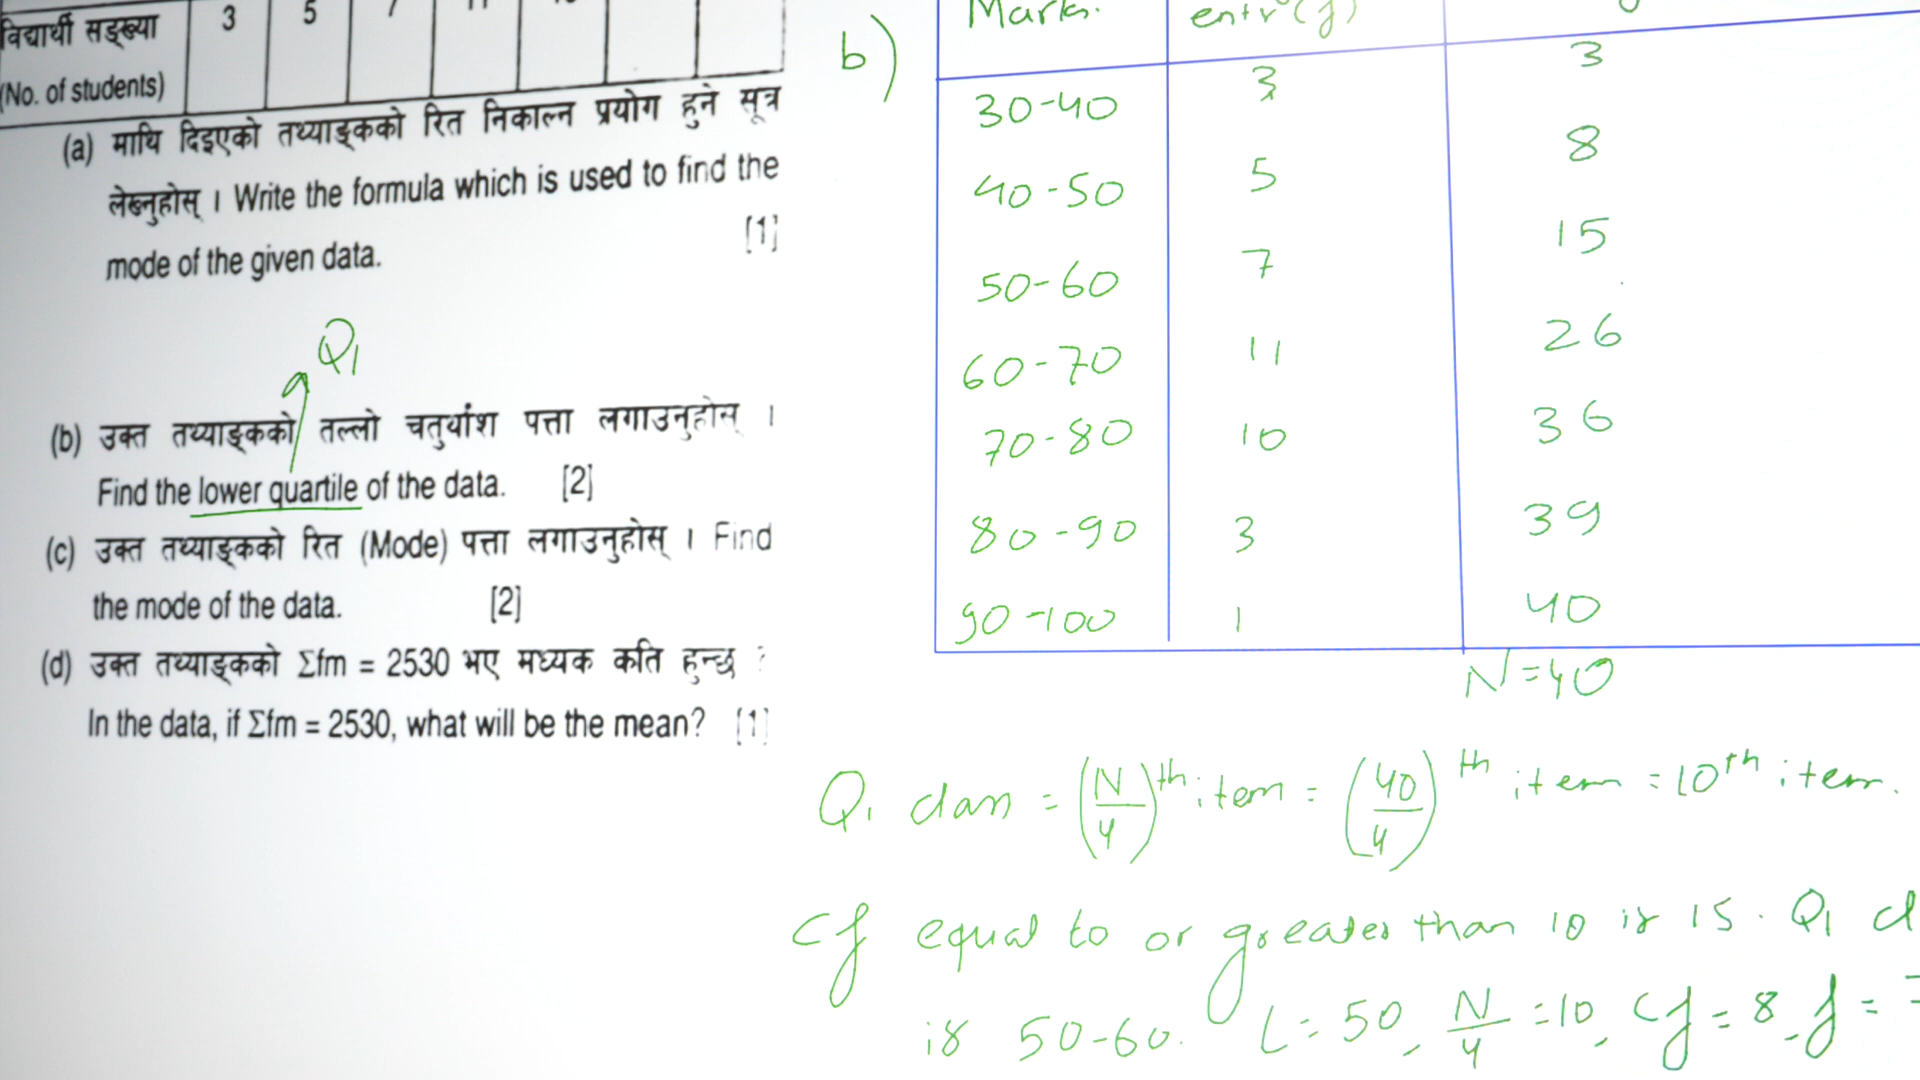 विद्यार्थी सङ्ख्या 3 5
(No. of students)
(a) माथि दिइएको तथ्याङ्कको रित निकाल्न प्रयोग हुने सूत्र
लेख्नुहोस् । Write the formula which is used to find the
mode of the given data. [1]
Q1
(b) उक्त तथ्याङ्कको तल्लो चतुर्थांश पत्ता लगाउनुहोस् ।
Find the lower quartile of the data. [2]
(c) उक्त तथ्याङ्कको रित (Mode) पत्ता लगाउनुहोस् । Find
the mode of the data. [2]
(d) उक्त तथ्याङ्कको Σfm = 2530 भए मध्यक कति हुन्छ ?
In the data, if Σfm = 2530, what will be the mean? [1]
b)
Marks.
30-40 3 3
40-50 5 8
50-60 7 15
60-70 11 26
70-80 10 36
80-90 3 39
90-100 1 40
N=40
Q1 class = (N/4)th item = (40/4)th item = 10th item.
cf equal to or greater than 10 is 15. Q1 cl
is 50-60. L = 50, N/4 = 10, cf = 8, f =